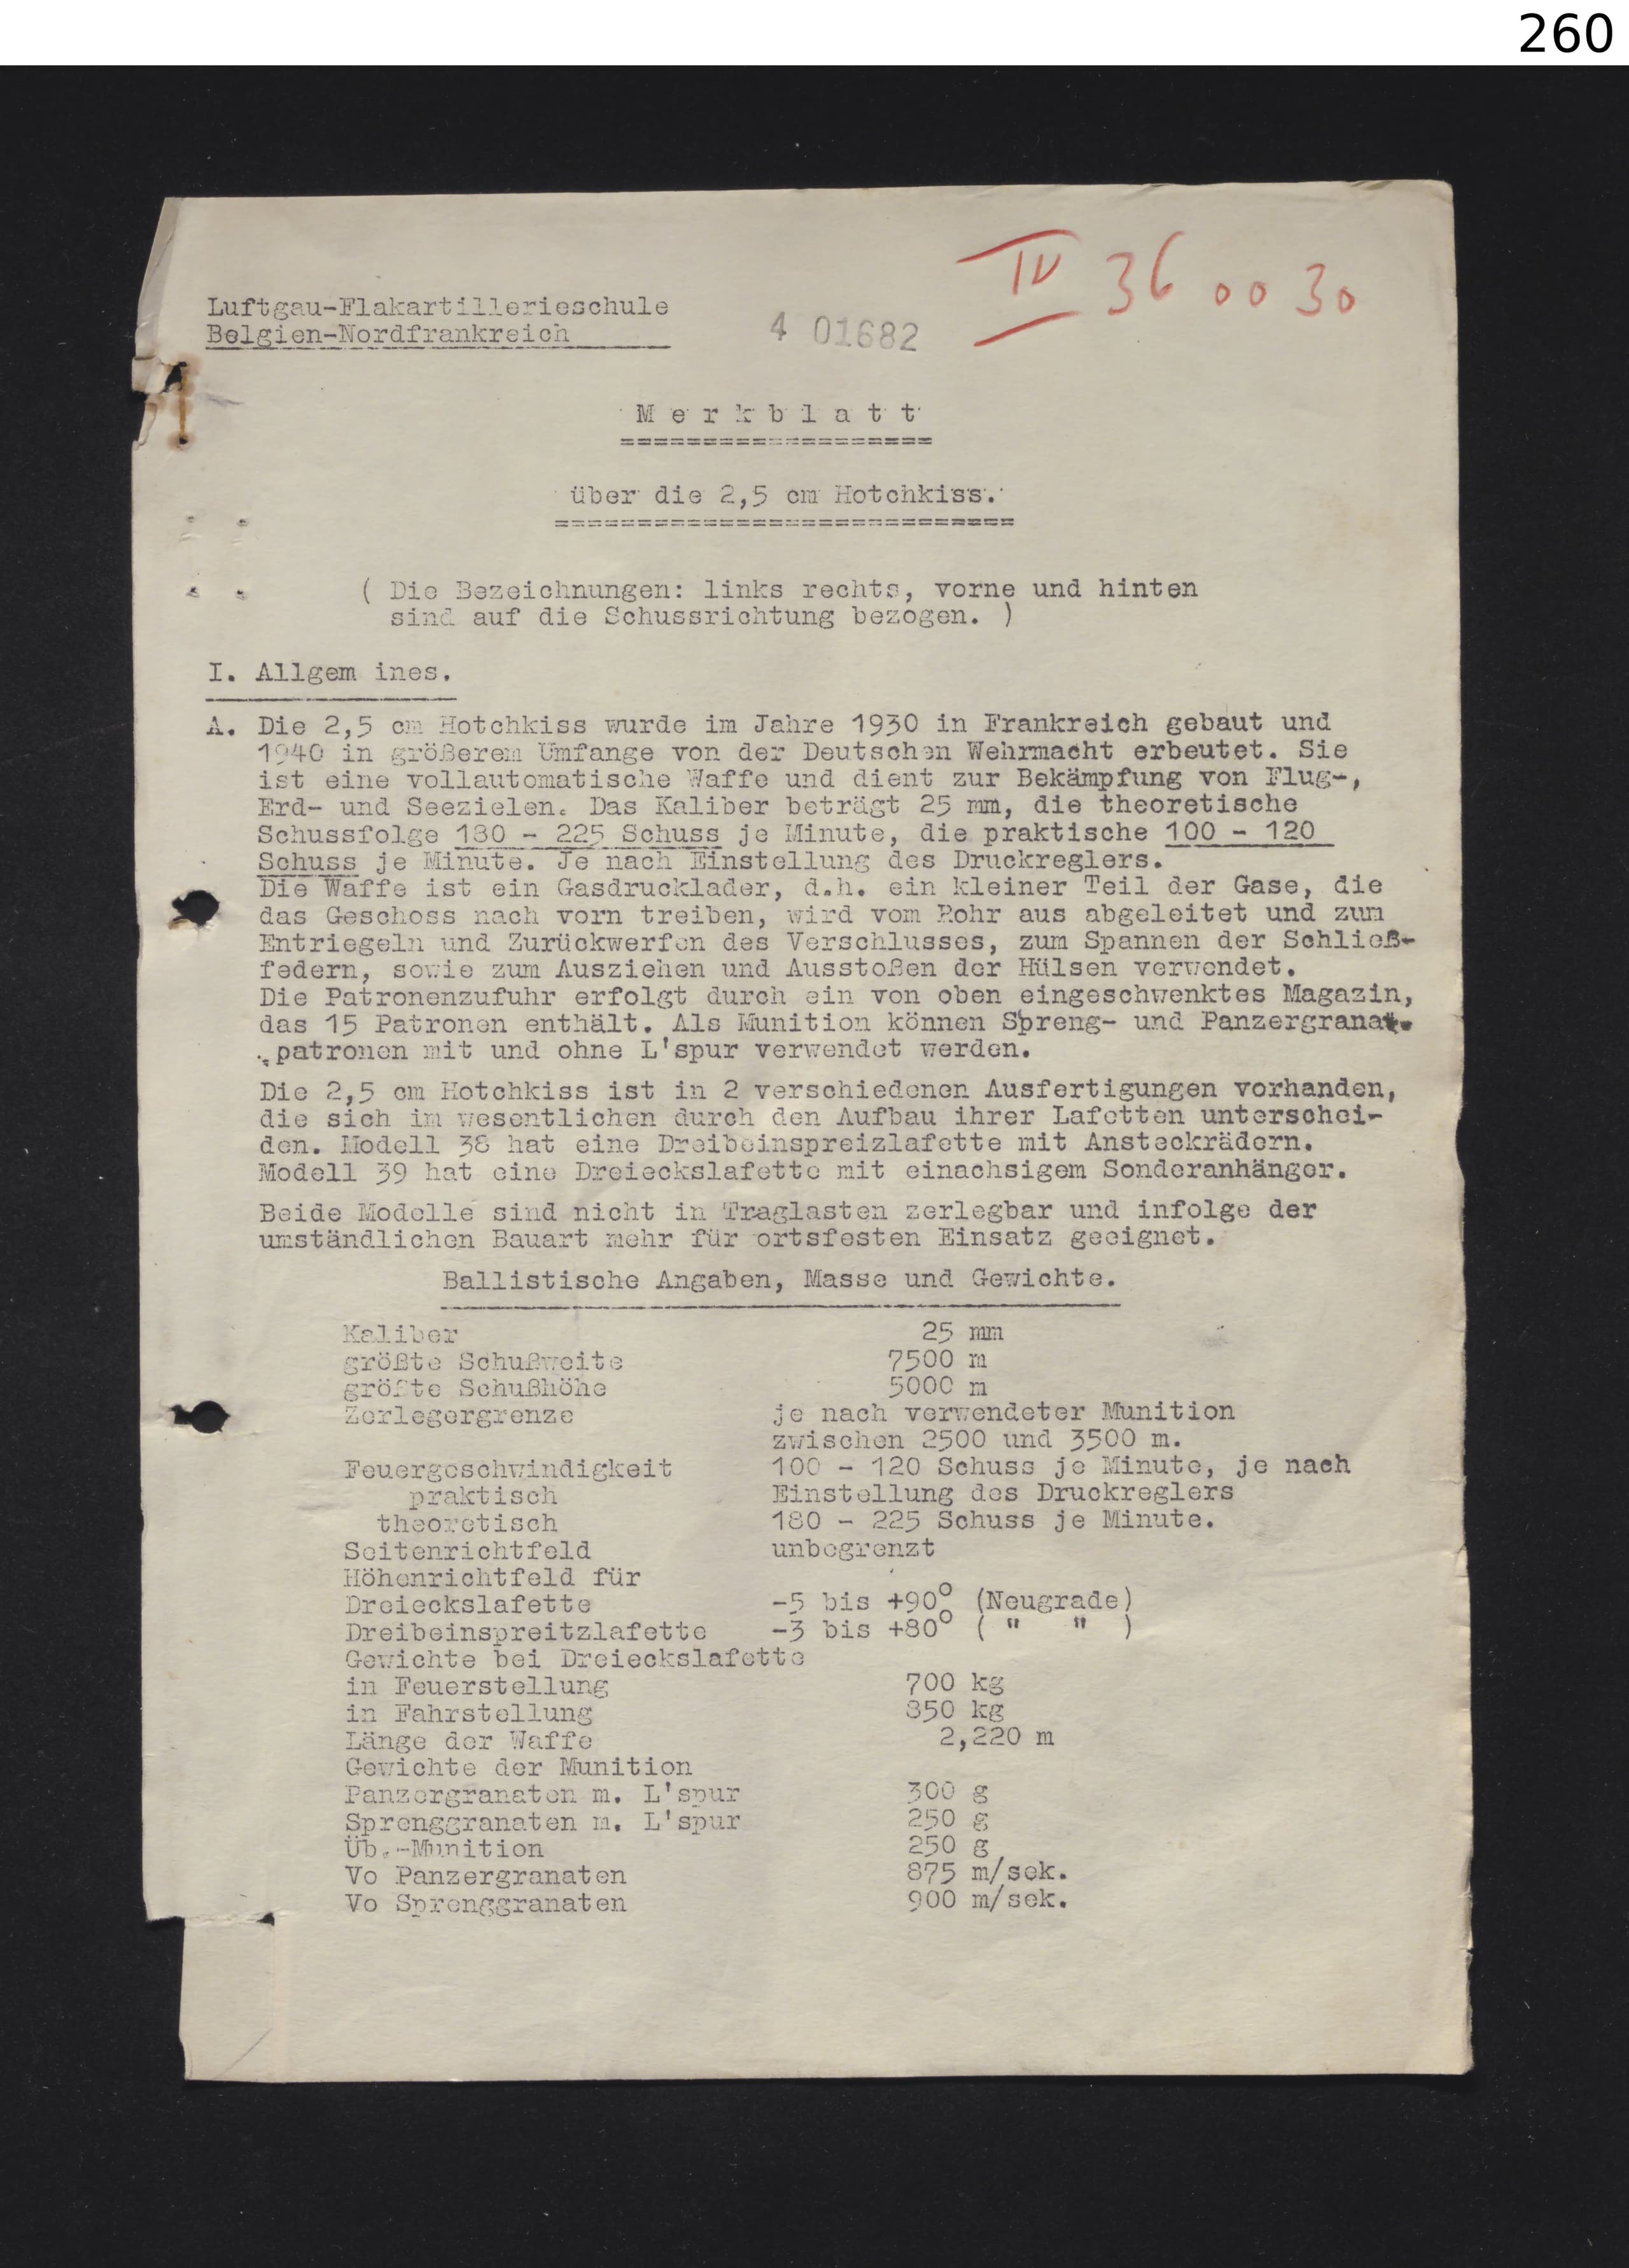 260
IV 36 00 30
Luftgau-Flakartillerieschule
Belgien-Nordfrankreich
4 01682
M e r k b l a t t
===================
über die 2,5 cm Hotchkiss.
============================
( Die Bezeichnungen: links rechts, vorne und hinten
sind auf die Schussrichtung bezogen. )
I. Allgem ines.
A. Die 2,5 cm Hotchkiss wurde im Jahre 1930 in Frankreich gebaut und
1940 in größerem Umfange von der Deutschen Wehrmacht erbeutet. Sie
ist eine vollautomatische Waffe und dient zur Bekämpfung von Flug-,
Erd- und Seezielen. Das Kaliber beträgt 25 mm, die theoretische
Schussfolge 180 - 225 Schuss je Minute, die praktische 100 - 120
Schuss je Minute. Je nach Einstellung des Druckreglers.
Die Waffe ist ein Gasdrucklader, d.h. ein kleiner Teil der Gase, die
das Geschoss nach vorn treiben, wird vom Rohr aus abgeleitet und zum
Entriegeln und Zurückwerfen des Verschlusses, zum Spannen der Schließ-
federn, sowie zum Ausziehen und Ausstoßen der Hülsen verwendet.
Die Patronenzufuhr erfolgt durch ein von oben eingeschwenktes Magazin,
das 15 Patronen enthält. Als Munition können Spreng- und Panzergranat-
patronen mit und ohne L'spur verwendet werden.
Die 2,5 cm Hotchkiss ist in 2 verschiedenen Ausfertigungen vorhanden,
die sich im wesentlichen durch den Aufbau ihrer Lafetten unterschei-
den. Modell 38 hat eine Dreibeinspreizlafette mit Ansteckrädern.
Modell 39 hat eine Dreieckslafette mit einachsigem Sonderanhänger.
Beide Modelle sind nicht in Traglasten zerlegbar und infolge der
umständlichen Bauart mehr für ortsfesten Einsatz geeignet.
Ballistische Angaben, Masse und Gewichte.
Kaliber 25 mm
größte Schußweite 7500 m
größte Schußhöhe 5000 m
Zerlegergrenze je nach verwendeter Munition
zwischen 2500 und 3500 m.
Feuergeschwindigkeit 100 - 120 Schuss je Minute, je nach
praktisch Einstellung des Druckreglers
theoretisch 180 - 225 Schuss je Minute.
Seitenrichtfeld unbegrenzt
Höhenrichtfeld für
Dreieckslafette -5 bis +90° (Neugrade)
Dreibeinspreitzlafette -3 bis +80° ( " " )
Gewichte bei Dreieckslafette
in Feuerstellung 700 kg
in Fahrstellung 850 kg
Länge der Waffe 2,220 m
Gewichte der Munition
Panzergranaten m. L'spur 300 g
Sprenggranaten m. L'spur 250 g
Üb.-Munition 250 g
Vo Panzergranaten 875 m/sek.
Vo Sprenggranaten 900 m/sek.